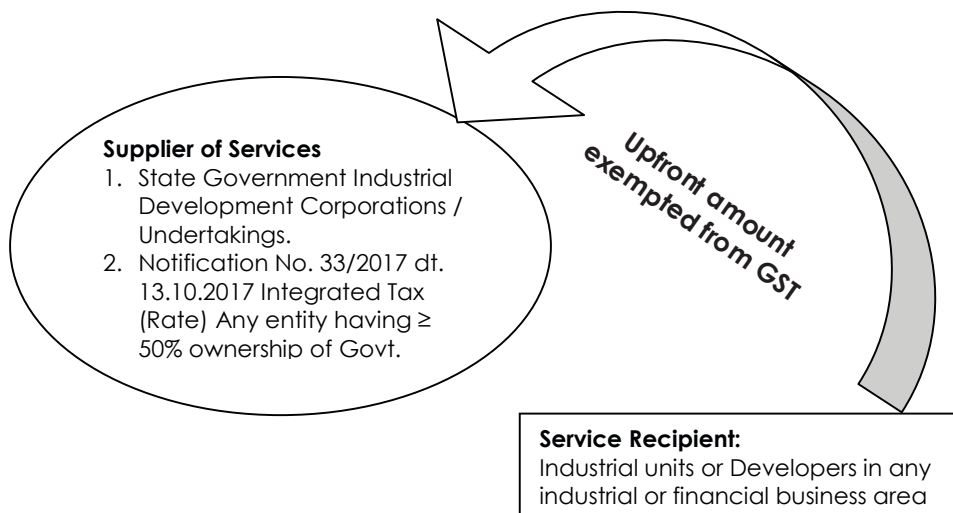 Supplier of Services
1. State Government Industrial
Development Corporations /
Undertakings.
2. Notification No. 33/2017 dt.
13.10.2017 Integrated Tax
(Rate) Any entity having ≥
50% ownership of Govt.
Upfront amount
exempted from GST
Service Recipient:
Industrial units or Developers in any
industrial or financial business area